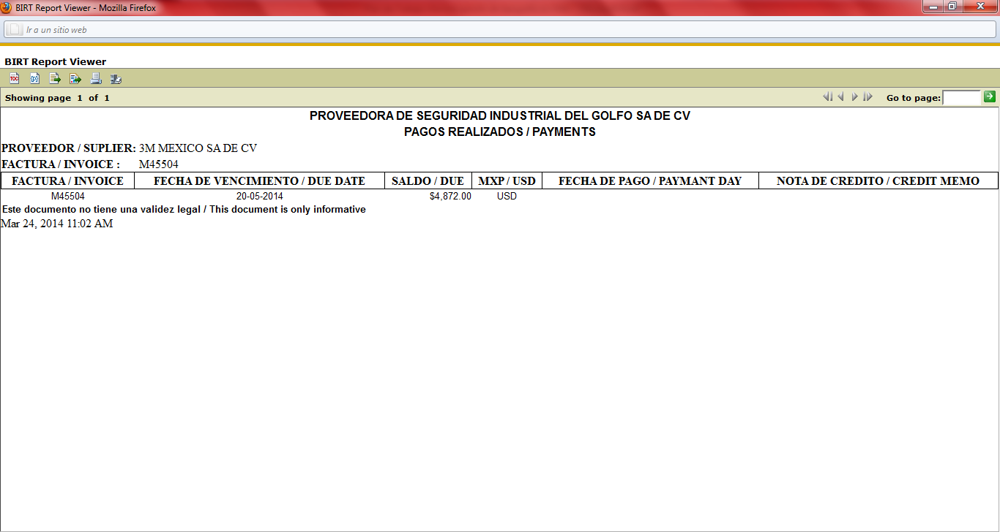 BIRT Report Viewer - Mozilla Firefox
Ir a un sitio web
BIRT Report Viewer
TOC
Showing page 1 of 1
Go to page:
PROVEEDORA DE SEGURIDAD INDUSTRIAL DEL GOLFO SA DE CV
PAGOS REALIZADOS / PAYMENTS
PROVEEDOR / SUPLIER: 3M MEXICO SA DE CV
FACTURA / INVOICE : M45504
FACTURA / INVOICE FECHA DE VENCIMIENTO / DUE DATE SALDO / DUE MXP / USD FECHA DE PAGO / PAYMANT DAY NOTA DE CREDITO / CREDIT MEMO
M45504 20-05-2014 $4,872.00 USD
Este documento no tiene una validez legal / This document is only informative
Mar 24, 2014 11:02 AM